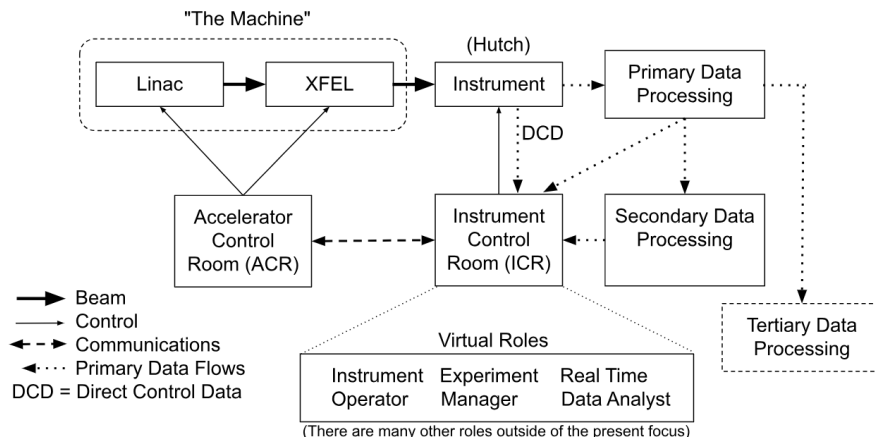 "The Machine"
(Hutch)
Linac
XFEL
Instrument
Primary Data
Processing
DCD
Accelerator
Control
Room (ACR)
Instrument
Control
Room (ICR)
Secondary Data
Processing
Beam
Control
Communications
Primary Data Flows
DCD = Direct Control Data
Tertiary Data
Processing
Virtual Roles
Instrument
Operator
Experiment
Manager
Real Time
Data Analyst
(There are many other roles outside of the present focus)